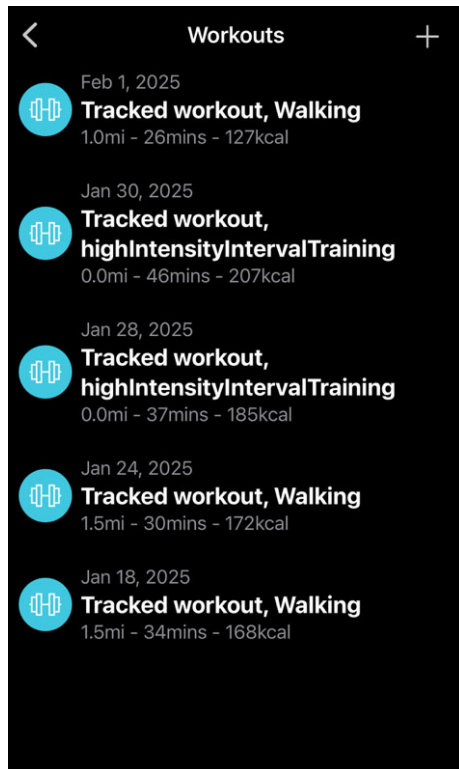 Workouts
Feb 1, 2025
Tracked workout, Walking
1.0mi - 26mins - 127kcal
Jan 30, 2025
Tracked workout,
highIntensityIntervalTraining
0.0mi - 46mins - 207kcal
Jan 28, 2025
Tracked workout,
highIntensityIntervalTraining
0.0mi - 37mins - 185kcal
Jan 24, 2025
Tracked workout, Walking
1.5mi - 30mins - 172kcal
Jan 18, 2025
Tracked workout, Walking
1.5mi - 34mins - 168kcal